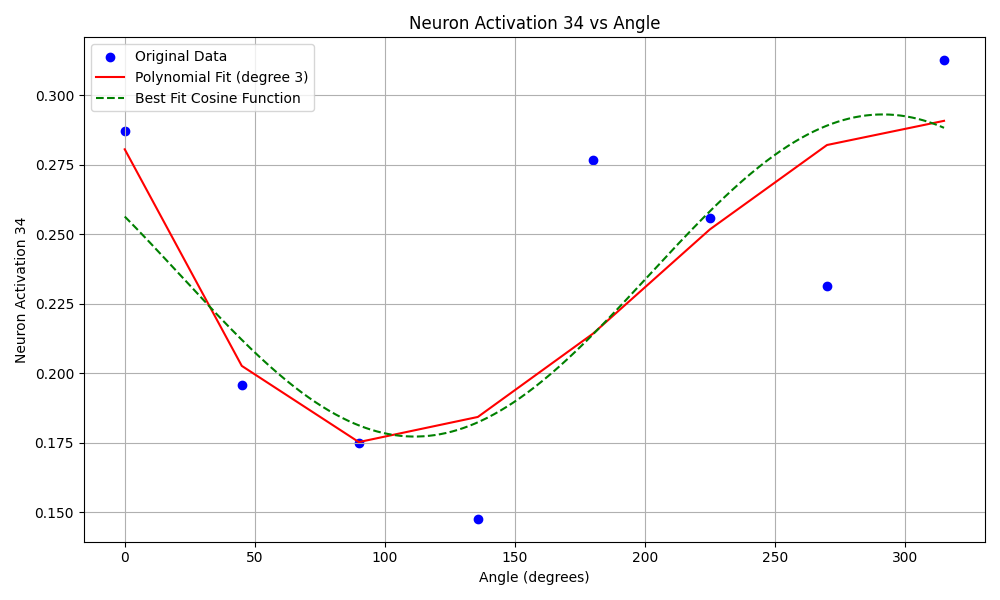 Neuron Activation 34 vs Angle
Original Data
Polynomial Fit (degree 3)
Best Fit Cosine Function
Neuron Activation 34
0.300
0.275
0.250
0.225
0.200
0.175
0.150
0 50 100 150 200 250 300
Angle (degrees)